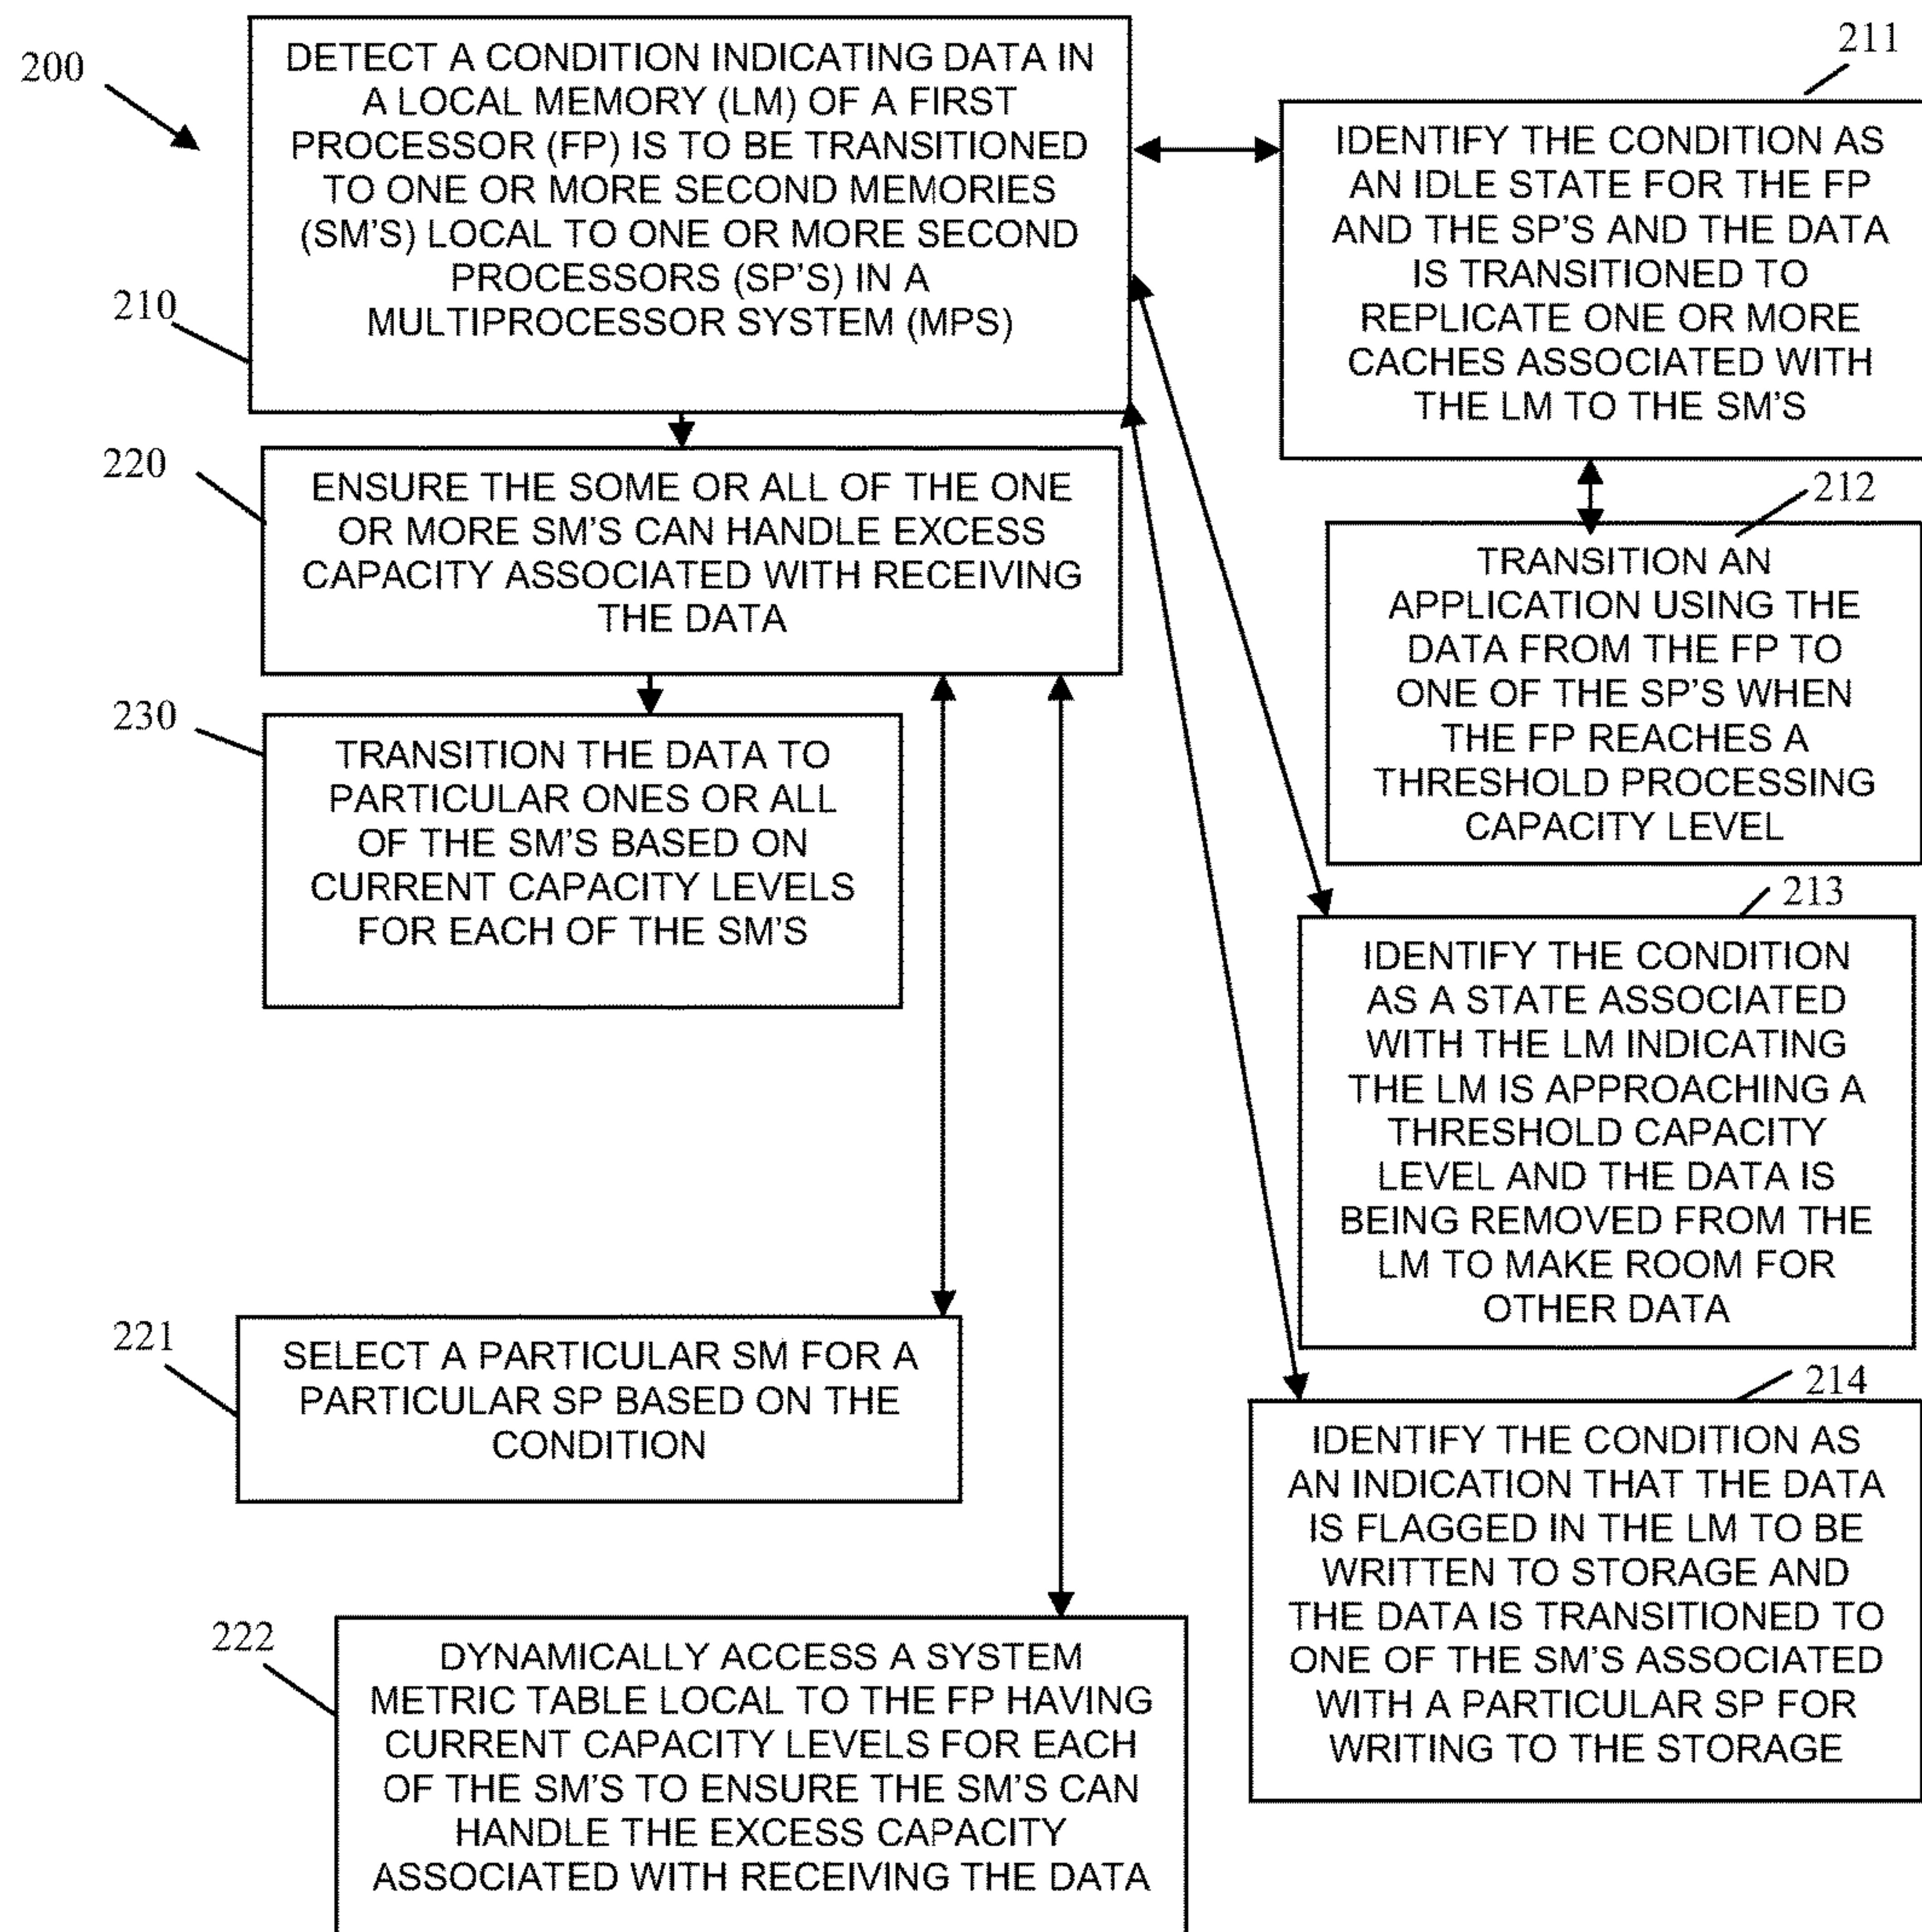 200
DETECT A CONDITION INDICATING DATA IN
A LOCAL MEMORY (LM) OF A FIRST
PROCESSOR (FP) IS TO BE TRANSITIONED
TO ONE OR MORE SECOND MEMORIES
(SM'S) LOCAL TO ONE OR MORE SECOND
PROCESSORS (SP'S) IN A
MULTIPROCESSOR SYSTEM (MPS)
210
220
ENSURE THE SOME OR ALL OF THE ONE
OR MORE SM'S CAN HANDLE EXCESS
CAPACITY ASSOCIATED WITH RECEIVING
THE DATA
230
TRANSITION THE DATA TO
PARTICULAR ONES OR ALL
OF THE SM'S BASED ON
CURRENT CAPACITY LEVELS
FOR EACH OF THE SM'S
221
SELECT A PARTICULAR SM FOR A
PARTICULAR SP BASED ON THE
CONDITION
222
DYNAMICALLY ACCESS A SYSTEM
METRIC TABLE LOCAL TO THE FP HAVING
CURRENT CAPACITY LEVELS FOR EACH
OF THE SM'S TO ENSURE THE SM'S CAN
HANDLE THE EXCESS CAPACITY
ASSOCIATED WITH RECEIVING THE DATA
211
IDENTIFY THE CONDITION AS
AN IDLE STATE FOR THE FP
AND THE SP'S AND THE DATA
IS TRANSITIONED TO
REPLICATE ONE OR MORE
CACHES ASSOCIATED WITH
THE LM TO THE SM'S
212
TRANSITION AN
APPLICATION USING THE
DATA FROM THE FP TO
ONE OF THE SP'S WHEN
THE FP REACHES A
THRESHOLD PROCESSING
CAPACITY LEVEL
213
IDENTIFY THE CONDITION
AS A STATE ASSOCIATED
WITH THE LM INDICATING
THE LM IS APPROACHING A
THRESHOLD CAPACITY
LEVEL AND THE DATA IS
BEING REMOVED FROM THE
LM TO MAKE ROOM FOR
OTHER DATA
214
IDENTIFY THE CONDITION AS
AN INDICATION THAT THE DATA
IS FLAGGED IN THE LM TO BE
WRITTEN TO STORAGE AND
THE DATA IS TRANSITIONED TO
ONE OF THE SM'S ASSOCIATED
WITH A PARTICULAR SP FOR
WRITING TO THE STORAGE